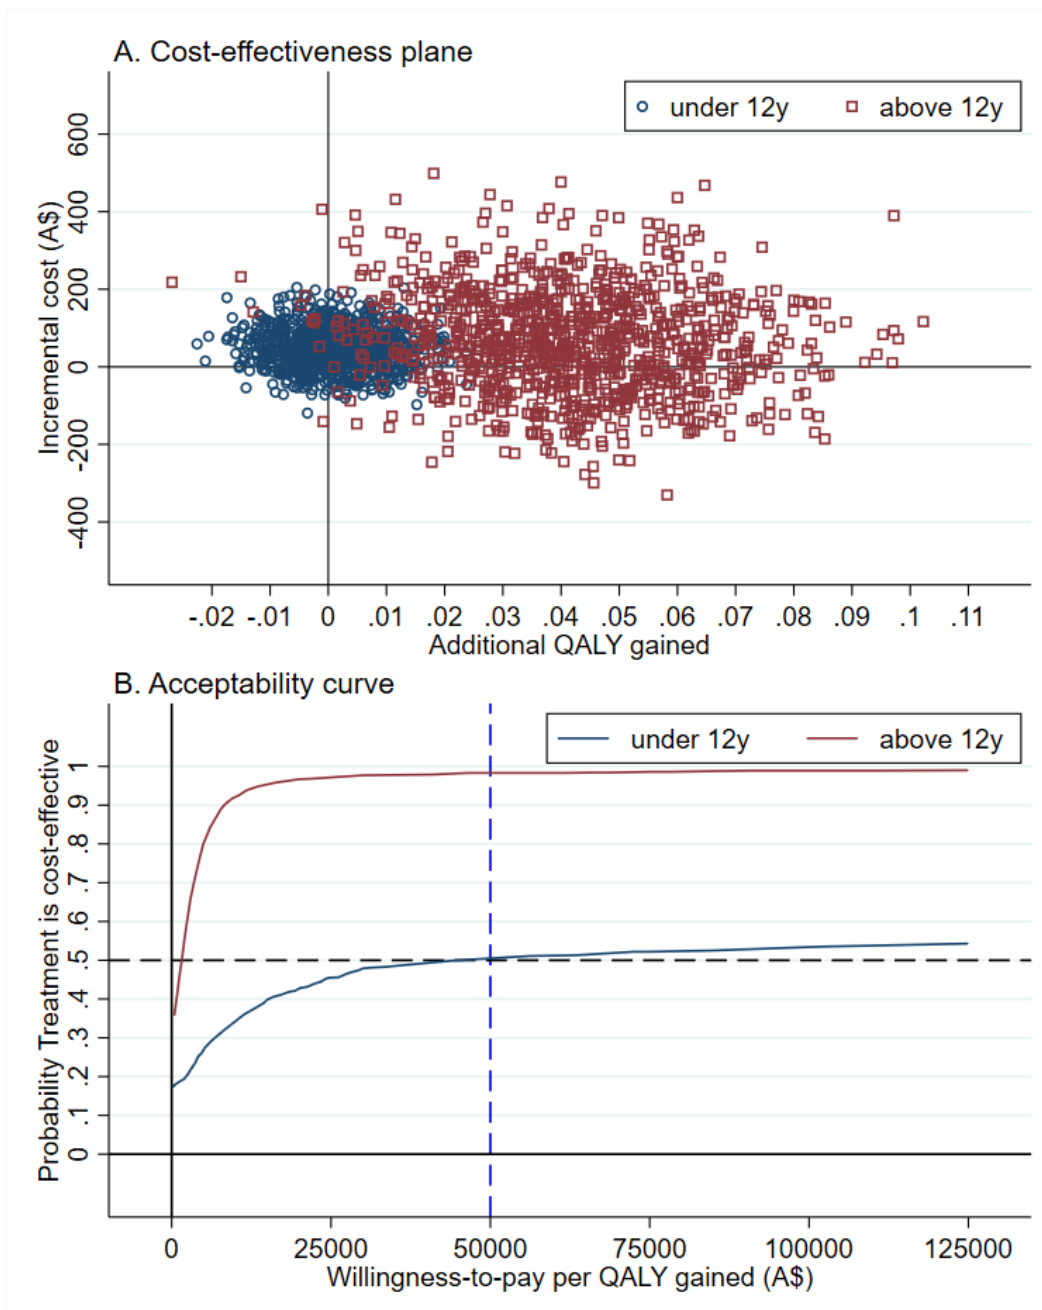 A. Cost-effectiveness plane
under 12y above 12y
Incremental cost (A$)
600
400
200
0
-200
-400
-.02 -.01 0 .01 .02 .03 .04 .05 .06 .07 .08 .09 .1 .11
Additional QALY gained
B. Acceptability curve
under 12y above 12y
Probability Treatment is cost-effective
1
.9
.8
.7
.6
.5
.4
.3
.2
.1
0
0 25000 50000 75000 100000 125000
Willingness-to-pay per QALY gained (A$)